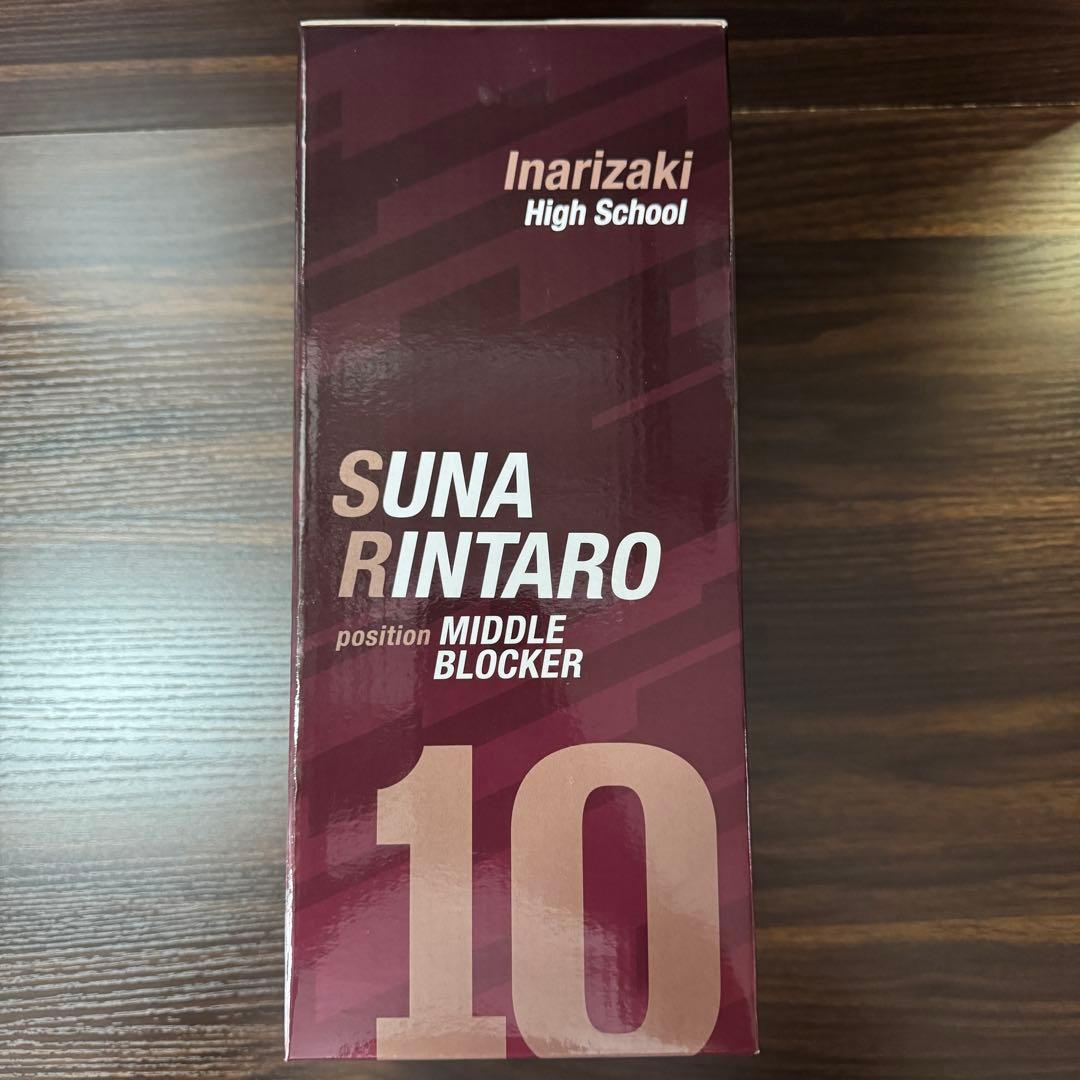 Inarizaki
High School
SUNA
RINTARO
position MIDDLE
BLOCKER
10